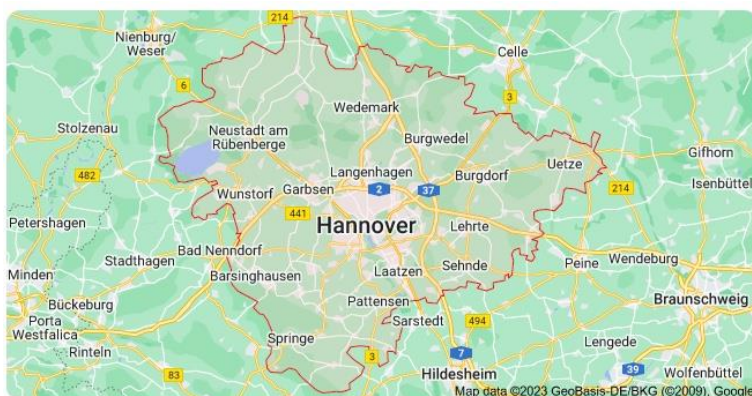 214
Nienburg/
Weser
Celle
6
3
Wedemark
Stolzenau
Neustadt am
Rübenberge
Burgwedel
Gifhorn
Uetze
482
Langenhagen
Burgdorf
Isenbüttel
Wunstorf
Garbsen
2
37
214
441
Petershagen
Hannover
Lehrte
Bad Nenndorf
Wendeburg
Stadthagen
Peine
Minden
Barsinghausen
Laatzen
Sehnde
Braunschweig
Bückeburg
Pattensen
Porta
Westfalica
Sarstedt
494
Springe
Lengede
Rinteln
3
7
83
Hildesheim
39
Wolfenbüttel
Map data ©2023 GeoBasis-DE/BKG (©2009), Google